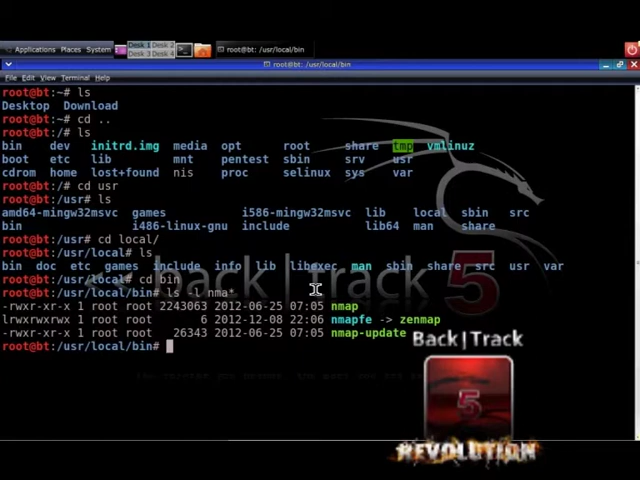 Applications Places System Desk 1 Desk 2 Desk 3 Desk 4 root@bt: /usr/local/bin
root@bt: /usr/local/bin
File Edit View Terminal Help
root@bt:~# ls
Desktop Download
root@bt:~# cd ..
root@bt:/# ls
bin dev initrd.img media opt root share tmp vmlinuz
boot etc lib mnt pentest sbin srv usr
cdrom home lost+found nis proc selinux sys var
root@bt:/# cd usr
root@bt:/usr# ls
amd64-mingw32msvc games i586-mingw32msvc lib local sbin src
bin i486-linux-gnu include lib64 man share
root@bt:/usr# cd local/
root@bt:/usr/local# ls
bin doc etc games include info lib libexec man sbin share src usr var
root@bt:/usr/local# cd bin
root@bt:/usr/local/bin# ls -l nma*
-rwxr-xr-x 1 root root 2243063 2012-06-25 07:05 nmap
lrwxrwxrwx 1 root root 6 2012-12-08 22:06 nmapfe -> zenmap
-rwxr-xr-x 1 root root 26343 2012-06-25 07:05 nmap-update
root@bt:/usr/local/bin#
back|track 5
Back|Track
5
REVOLUTION